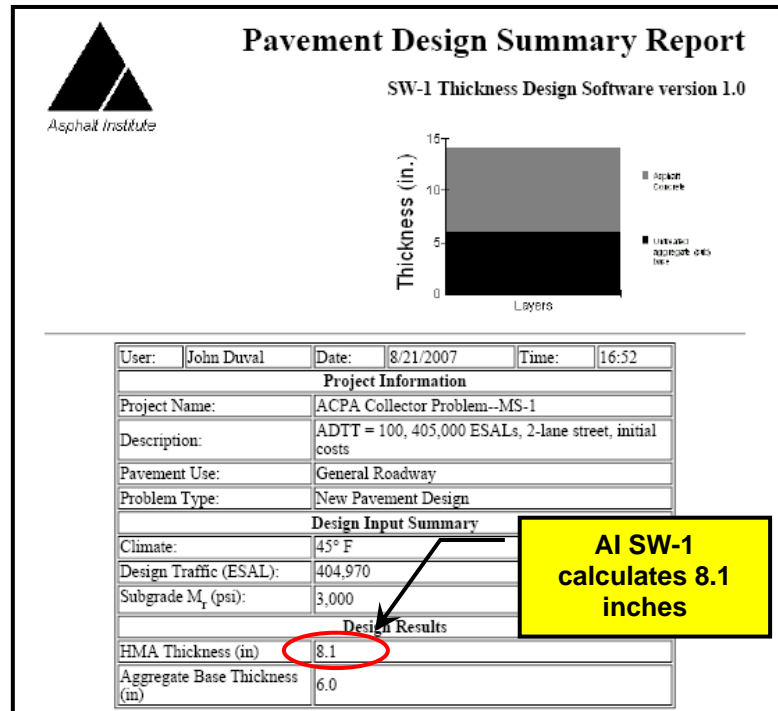 Pavement Design Summary Report
SW-1 Thickness Design Software version 1.0
Asphalt Institute
15
10
5
0
Thickness (in.)
Layers
Asphalt
Concrete
Untreated
aggregate (sub)
base
User: John Duval Date: 8/21/2007 Time: 16:52
Project Information
Project Name: ACPA Collector Problem--MS-1
Description: ADTT = 100, 405,000 ESALs, 2-lane street, initial
costs
Pavement Use: General Roadway
Problem Type: New Pavement Design
Design Input Summary
Climate: 45° F
Design Traffic (ESAL): 404,970
Subgrade Mr (psi): 3,000
Design Results
HMA Thickness (in) 8.1
Aggregate Base Thickness
(in) 6.0
AI SW-1
calculates 8.1
inches